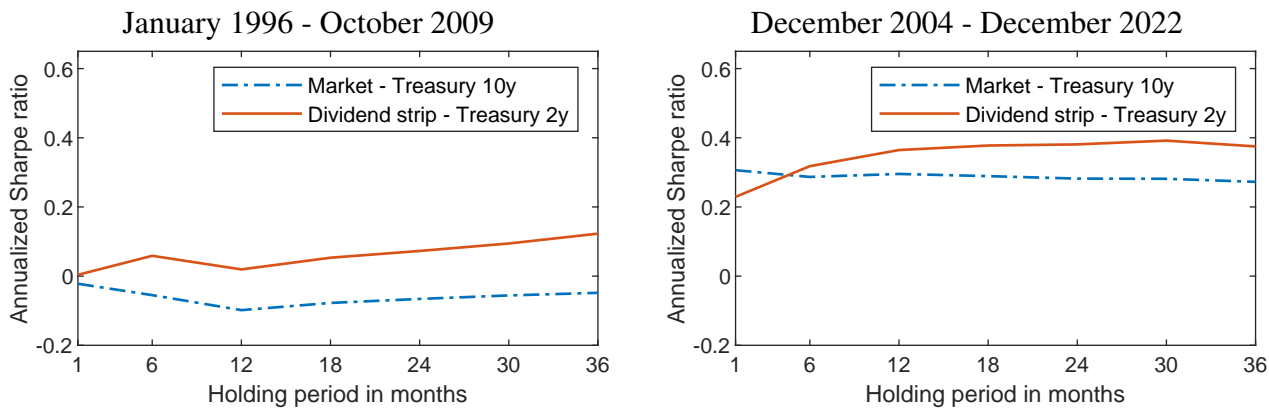 January 1996 - October 2009
Annualized Sharpe ratio
0.6
0.4
0.2
0
-0.2
Market - Treasury 10y
Dividend strip - Treasury 2y
1 6 12 18 24 30 36
Holding period in months
December 2004 - December 2022
Annualized Sharpe ratio
0.6
0.4
0.2
0
-0.2
Market - Treasury 10y
Dividend strip - Treasury 2y
1 6 12 18 24 30 36
Holding period in months